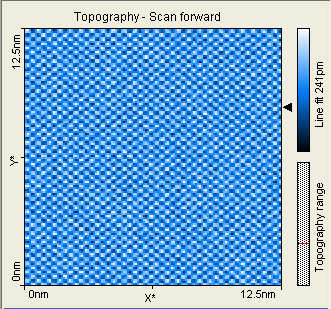 Topography - Scan forward
12.5nm
Y*
0nm
0nm
X*
12.5nm
Line fit 241pm
Topography range